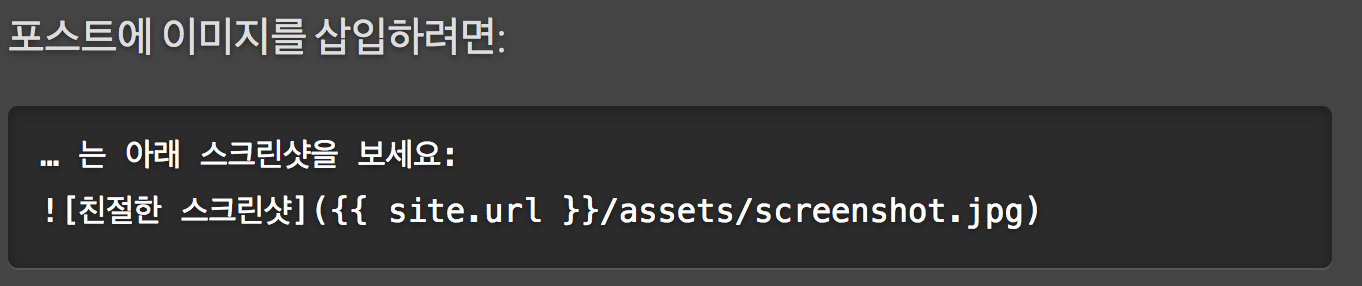 포스트에 이미지를 삽입하려면:
… 는 아래 스크린샷을 보세요:
![친절한 스크린샷]({{ site.url }}/assets/screenshot.jpg)